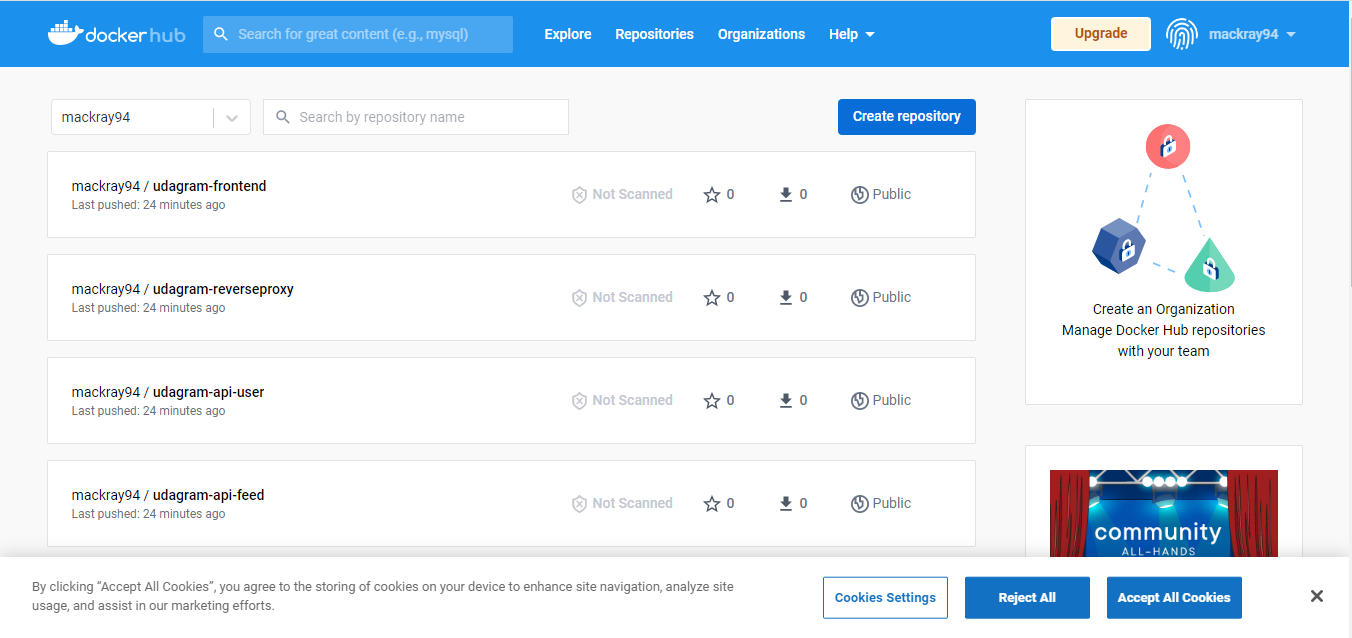 dockerhub Search for great content (e.g., mysql) Explore Repositories Organizations Help Upgrade mackray94
mackray94 Search by repository name Create repository
mackray94 / udagram-frontend
Last pushed: 24 minutes ago
Not Scanned 0 0 Public
mackray94 / udagram-reverseproxy
Last pushed: 24 minutes ago
Not Scanned 0 0 Public
mackray94 / udagram-api-user
Last pushed: 24 minutes ago
Not Scanned 0 0 Public
mackray94 / udagram-api-feed
Last pushed: 24 minutes ago
Not Scanned 0 0 Public
Create an Organization
Manage Docker Hub repositories
with your team
community
ALL-HANDS
By clicking “Accept All Cookies”, you agree to the storing of cookies on your device to enhance site navigation, analyze site
usage, and assist in our marketing efforts.
Cookies Settings Reject All Accept All Cookies